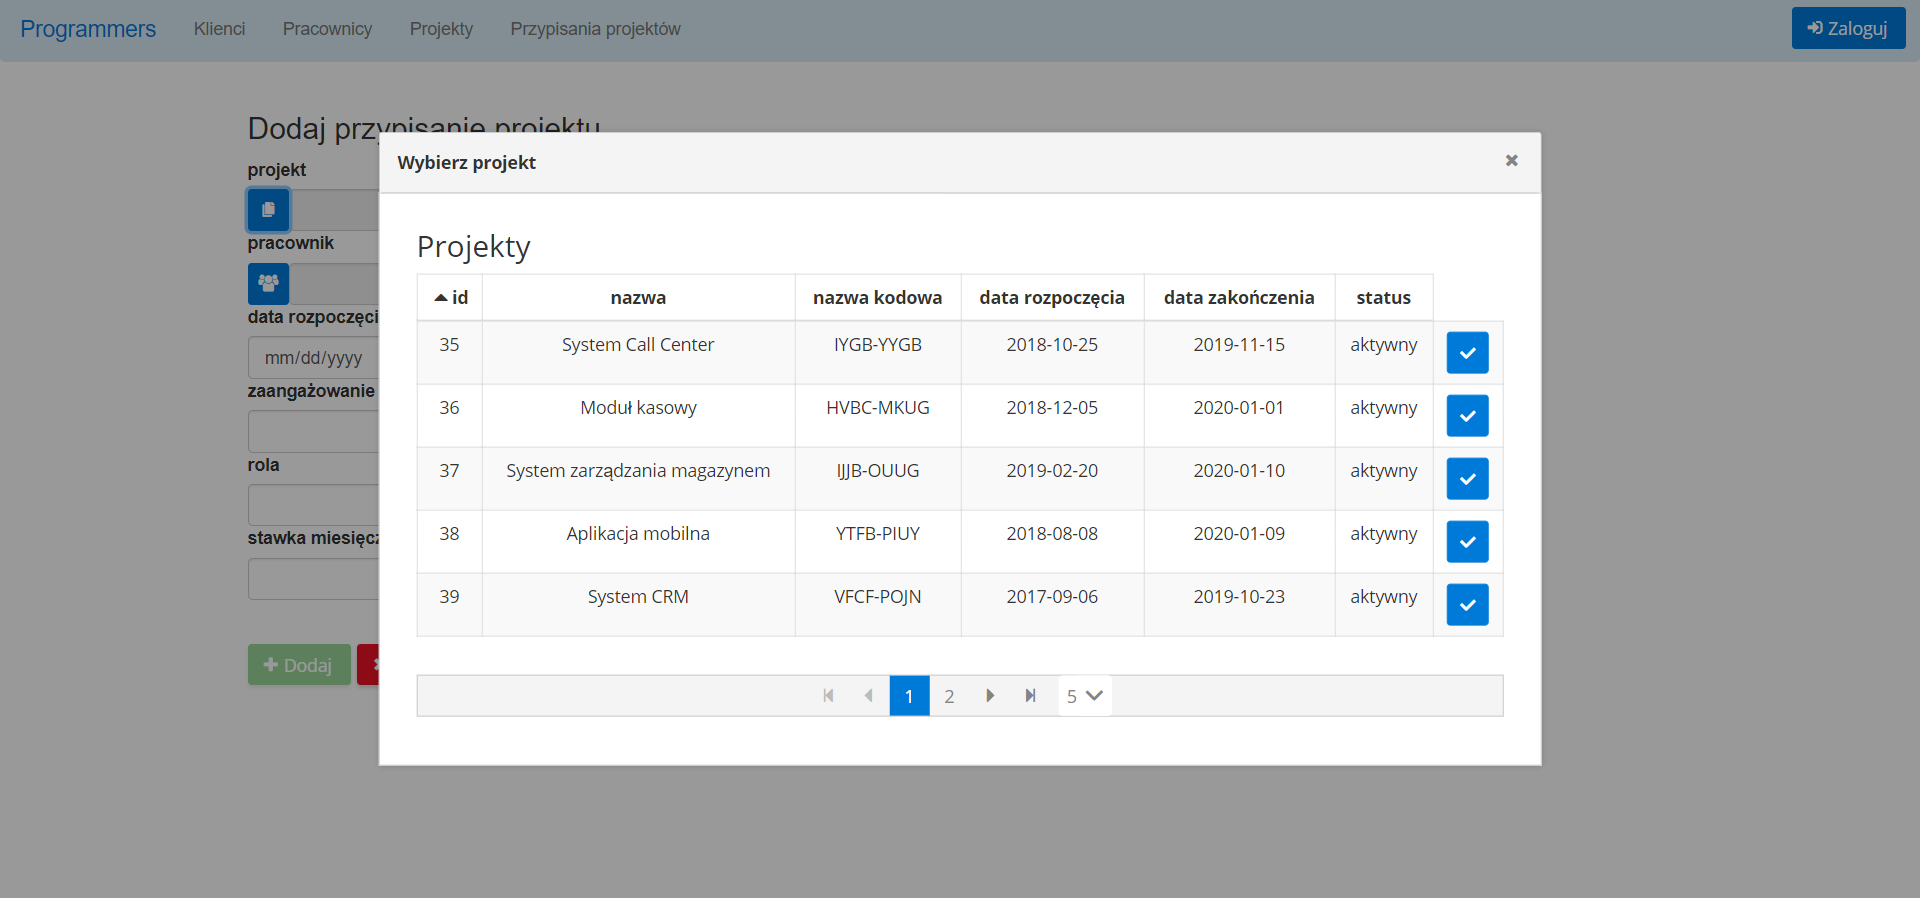 Programmers Klienci Pracownicy Projekty Przypisania projektów Zaloguj
Dodaj przypisanie projektu
projekt
pracownik
data rozpoczęci
mm/dd/yyyy
zaangażowanie
rola
stawka miesięcz
Dodaj
Wybierz projekt
Projekty
id nazwa nazwa kodowa data rozpoczęcia data zakończenia status
35 System Call Center IYGB-YYGB 2018-10-25 2019-11-15 aktywny
36 Moduł kasowy HVBC-MKUG 2018-12-05 2020-01-01 aktywny
37 System zarządzania magazynem IJJB-OUUG 2019-02-20 2020-01-10 aktywny
38 Aplikacja mobilna YTFB-PIUY 2018-08-08 2020-01-09 aktywny
39 System CRM VFCF-POJN 2017-09-06 2019-10-23 aktywny
1 2 5